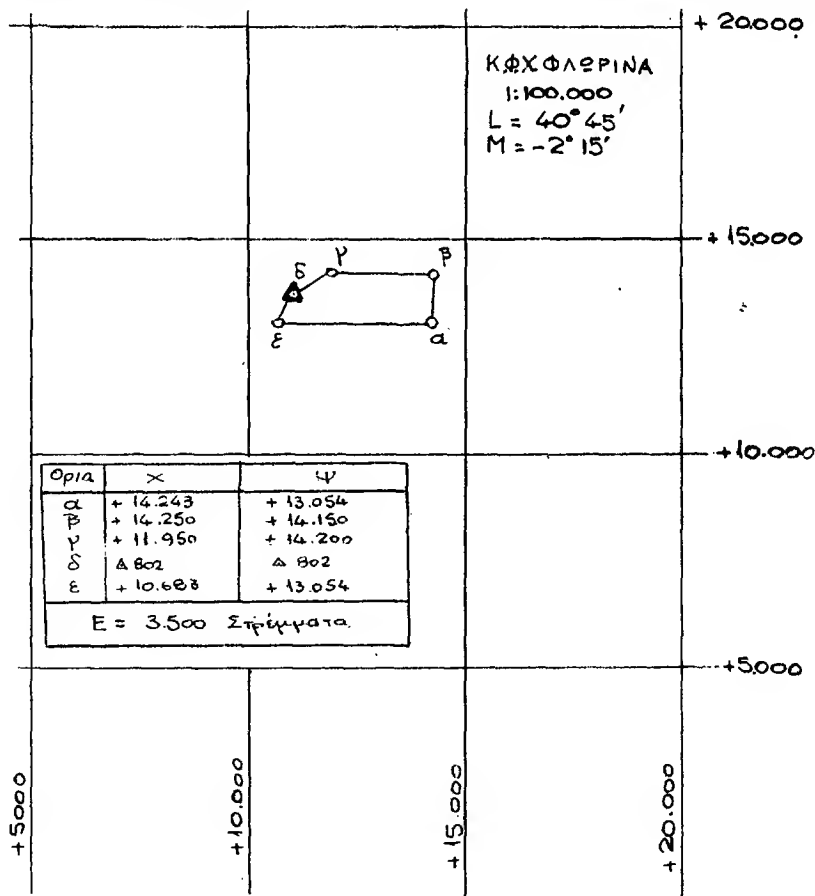 + 20.000
Κ.Φ.Χ ΦΛΩΡΙΝΑ
1:100.000
L = 40° 45'
M = -2° 15'
+ 15.000
δ γ β
ε α
+ 10.000
Όρια Χ Ψ
α + 14.243 + 13.054
β + 14.250 + 14.150
γ + 11.950 + 14.200
δ Δ 802 Δ 802
ε + 10.683 + 13.054
Ε = 3.500 Στρέμματα.
+5.000
+5000 +10.000 +15.000 +20.000